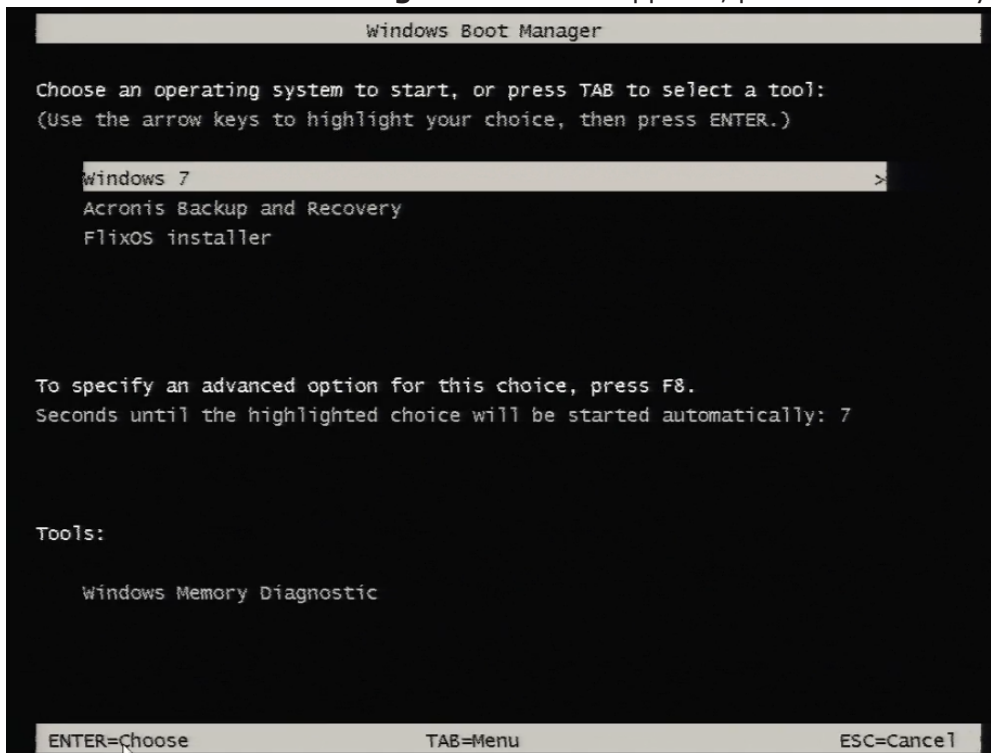 Windows Boot Manager
Choose an operating system to start, or press TAB to select a tool:
(Use the arrow keys to highlight your choice, then press ENTER.)
Windows 7 >
Acronis Backup and Recovery
FlixOS installer
To specify an advanced option for this choice, press F8.
Seconds until the highlighted choice will be started automatically: 7
Tools:
Windows Memory Diagnostic
ENTER=Choose TAB=Menu ESC=Cancel